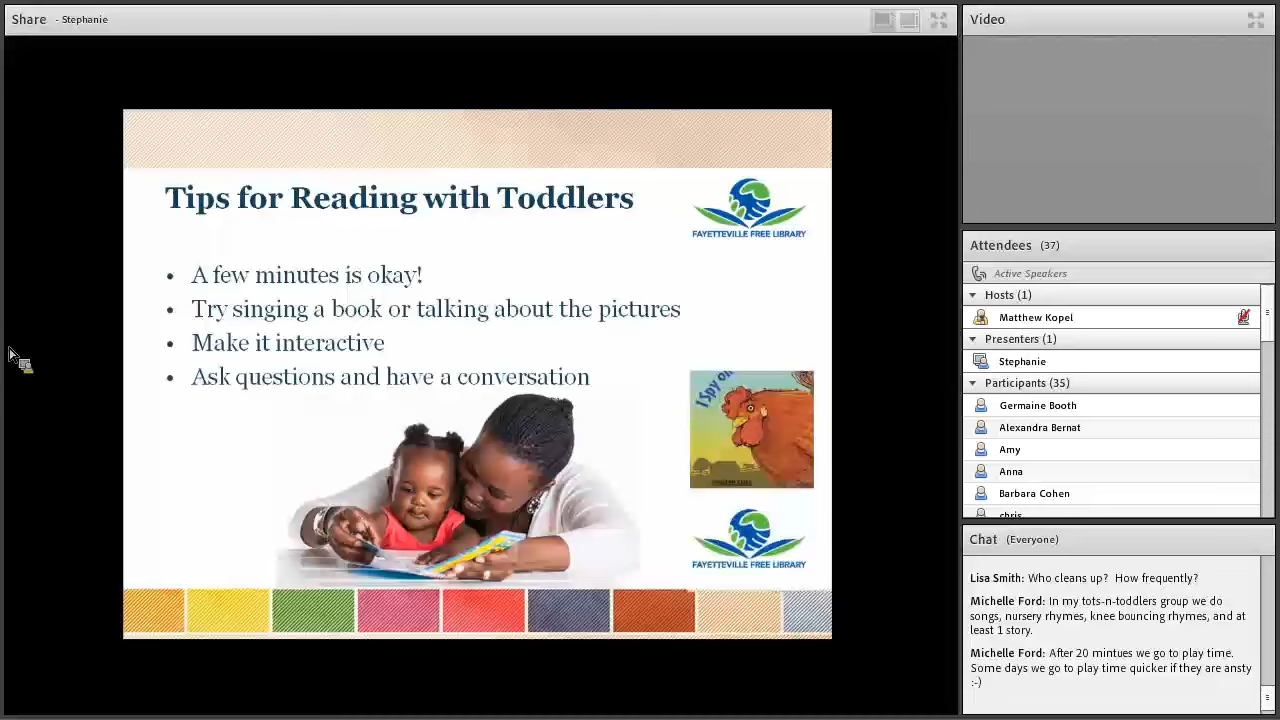 Share - Stephanie
Tips for Reading with Toddlers
FAYETTEVILLE FREE LIBRARY
• A few minutes is okay!
• Try singing a book or talking about the pictures
• Make it interactive
• Ask questions and have a conversation
I Spy on
FAYETTEVILLE FREE LIBRARY
Video
Attendees (37)
Active Speakers
Hosts (1)
Matthew Kopel
Presenters (1)
Stephanie
Participants (35)
Germaine Booth
Alexandra Bernat
Amy
Anna
Barbara Cohen
chris
Chat (Everyone)
Lisa Smith: Who cleans up? How frequently?
Michelle Ford: In my tots-n-toddlers group we do
songs, nursery rhymes, knee bouncing rhymes, and at
least 1 story.
Michelle Ford: After 20 mintues we go to play time.
Some days we go to play time quicker if they are ansty
:-)